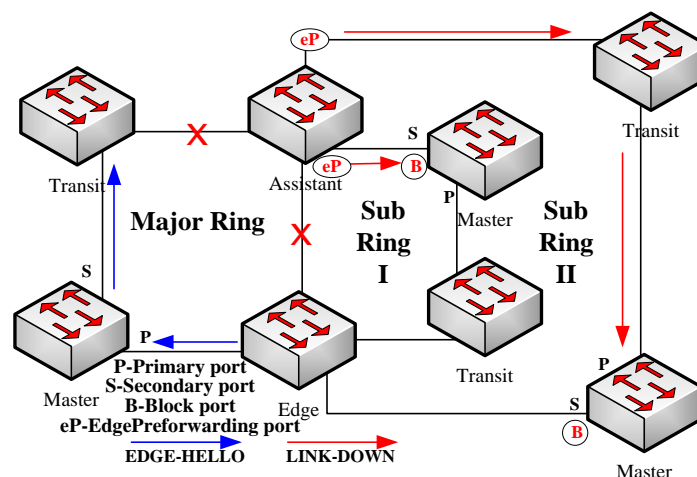 eP
Transit
X
Assistant
S
eP
B
Master
P
Transit
Major Ring
X
Sub
Ring
I
Sub
Ring
II
S
Master
P
Edge
Transit
P
S
B
Master
P-Primary port
S-Secondary port
B-Block port
eP-EdgePreforwarding port
EDGE-HELLO
LINK-DOWN